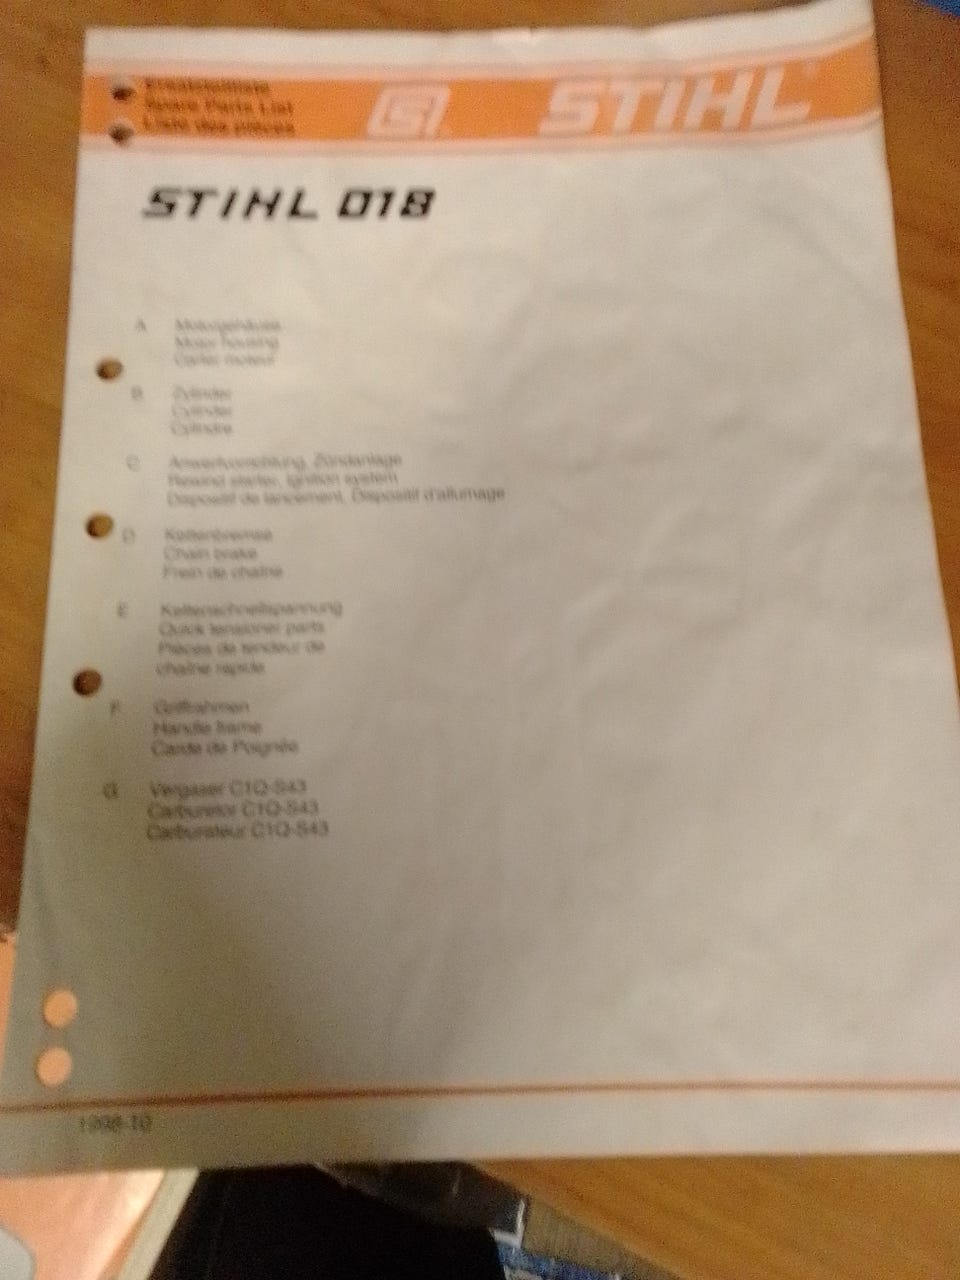 Ersatzteilliste
Spare Parts List
Liste des pièces
STIHL®
STIHL 018
A Motorgehäuse
Motor housing
Carter moteur
B Zylinder
Cylinder
Cylindre
C Anwerfvorrichtung, Zündanlage
Rewind starter, Ignition system
Dispositif de lancement, Dispositif d'allumage
D Kettenbremse
Chain brake
Frein de chaîne
E Kettenschnellspannung
Quick tensioner parts
Pièces de tendeur de
chaîne rapide
F Griffrahmen
Handle frame
Carde de Poignée
G Vergaser C1Q-S43
Carburetor C1Q-S43
Carburateur C1Q-S43
1998-10